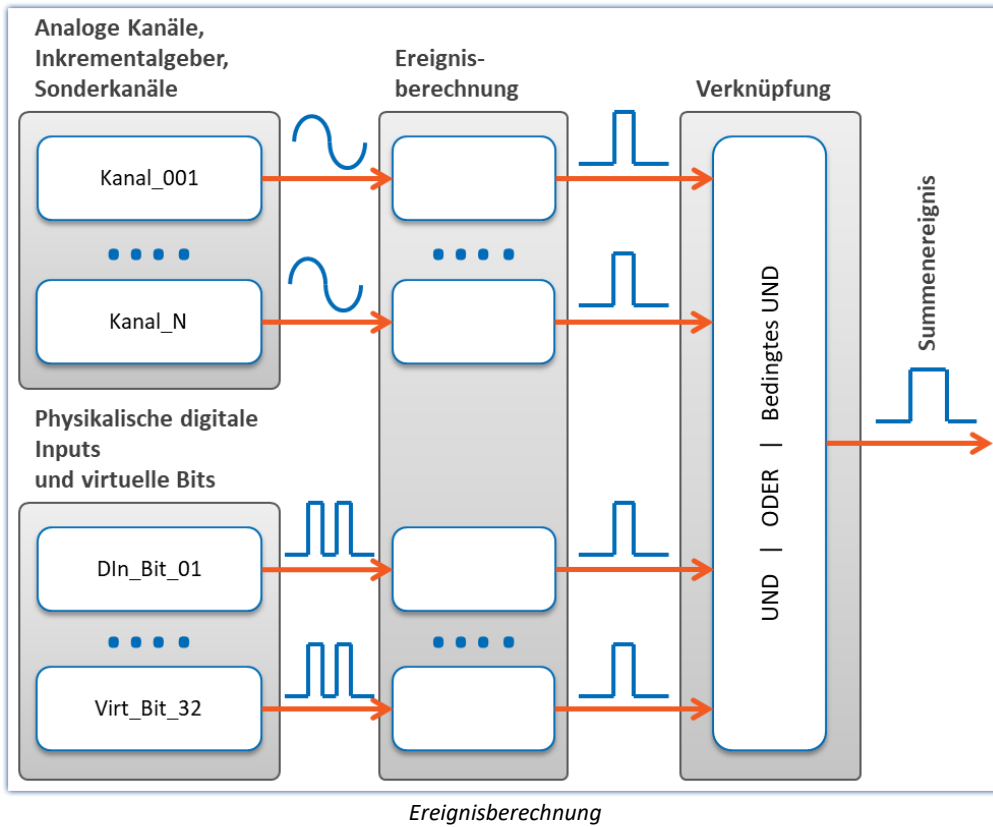 Analoge Kanäle,
Inkrementalgeber,
Sonderkanäle
Ereignis-
berechnung
Verknüpfung
Kanal_001
Kanal_N
Physikalische digitale
Inputs
und virtuelle Bits
DIn_Bit_01
Virt_Bit_32
UND | ODER | Bedingtes UND
Summenereignis
Ereignisberechnung